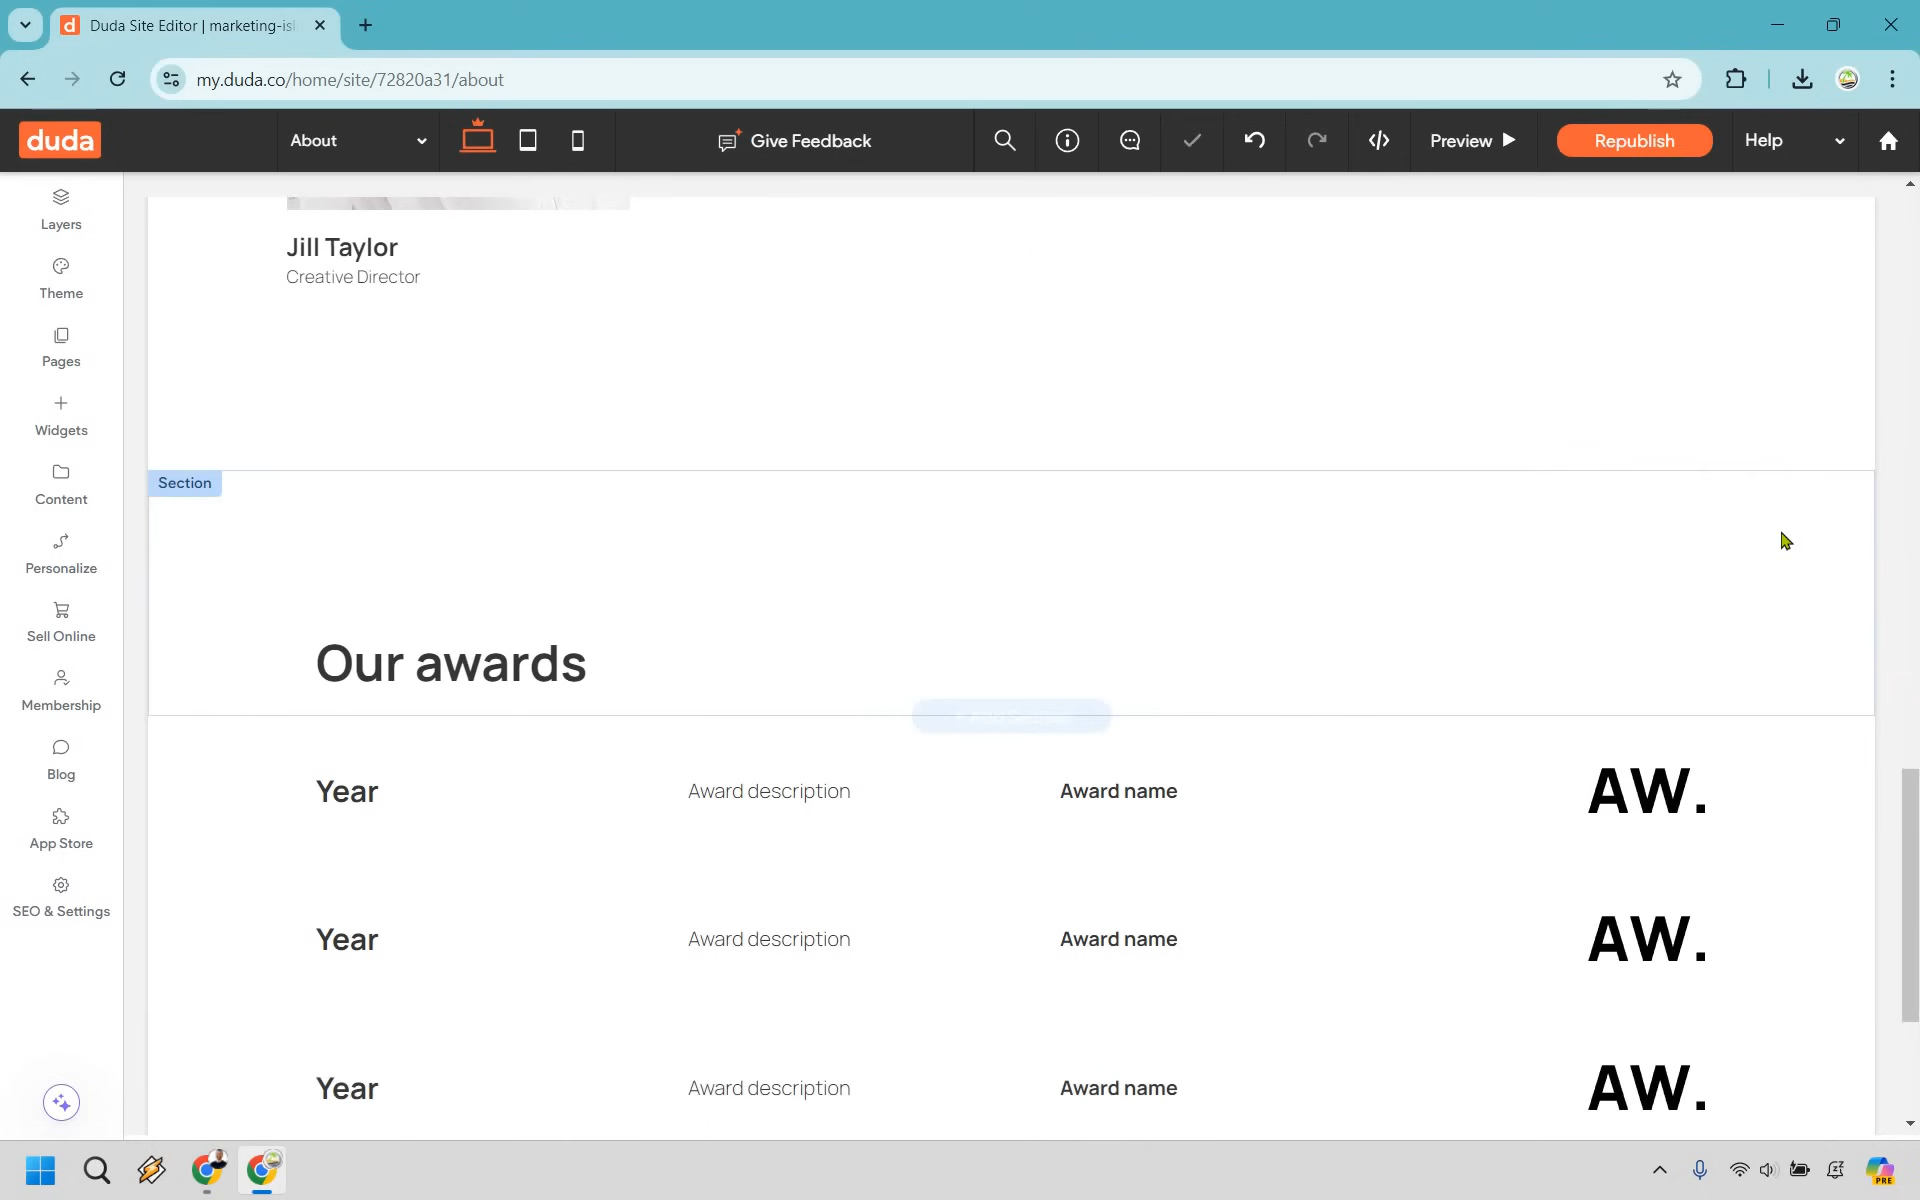 Duda Site Editor | marketing-isl
my.duda.co/home/site/72820a31/about
duda
About
Give Feedback
Preview
Republish
Help
Layers
Theme
Pages
Widgets
Content
Personalize
Sell Online
Membership
Blog
App Store
SEO & Settings
Jill Taylor
Creative Director
Section
Our awards
Year Award description Award name AW.
Year Award description Award name AW.
Year Award description Award name AW.
PRE